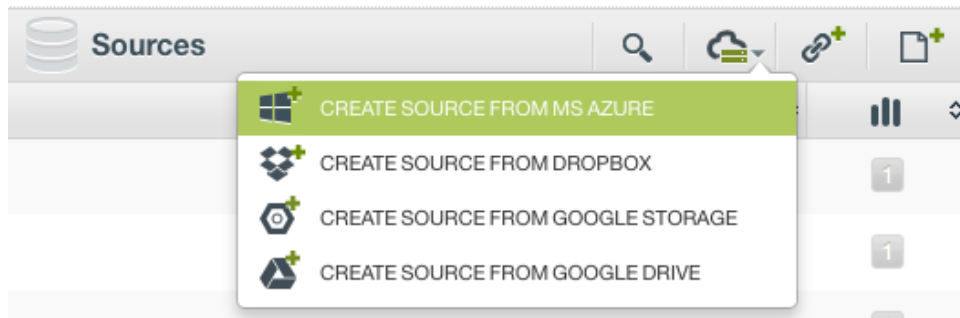 Sources
CREATE SOURCE FROM MS AZURE
CREATE SOURCE FROM DROPBOX
1
CREATE SOURCE FROM GOOGLE STORAGE
1
CREATE SOURCE FROM GOOGLE DRIVE